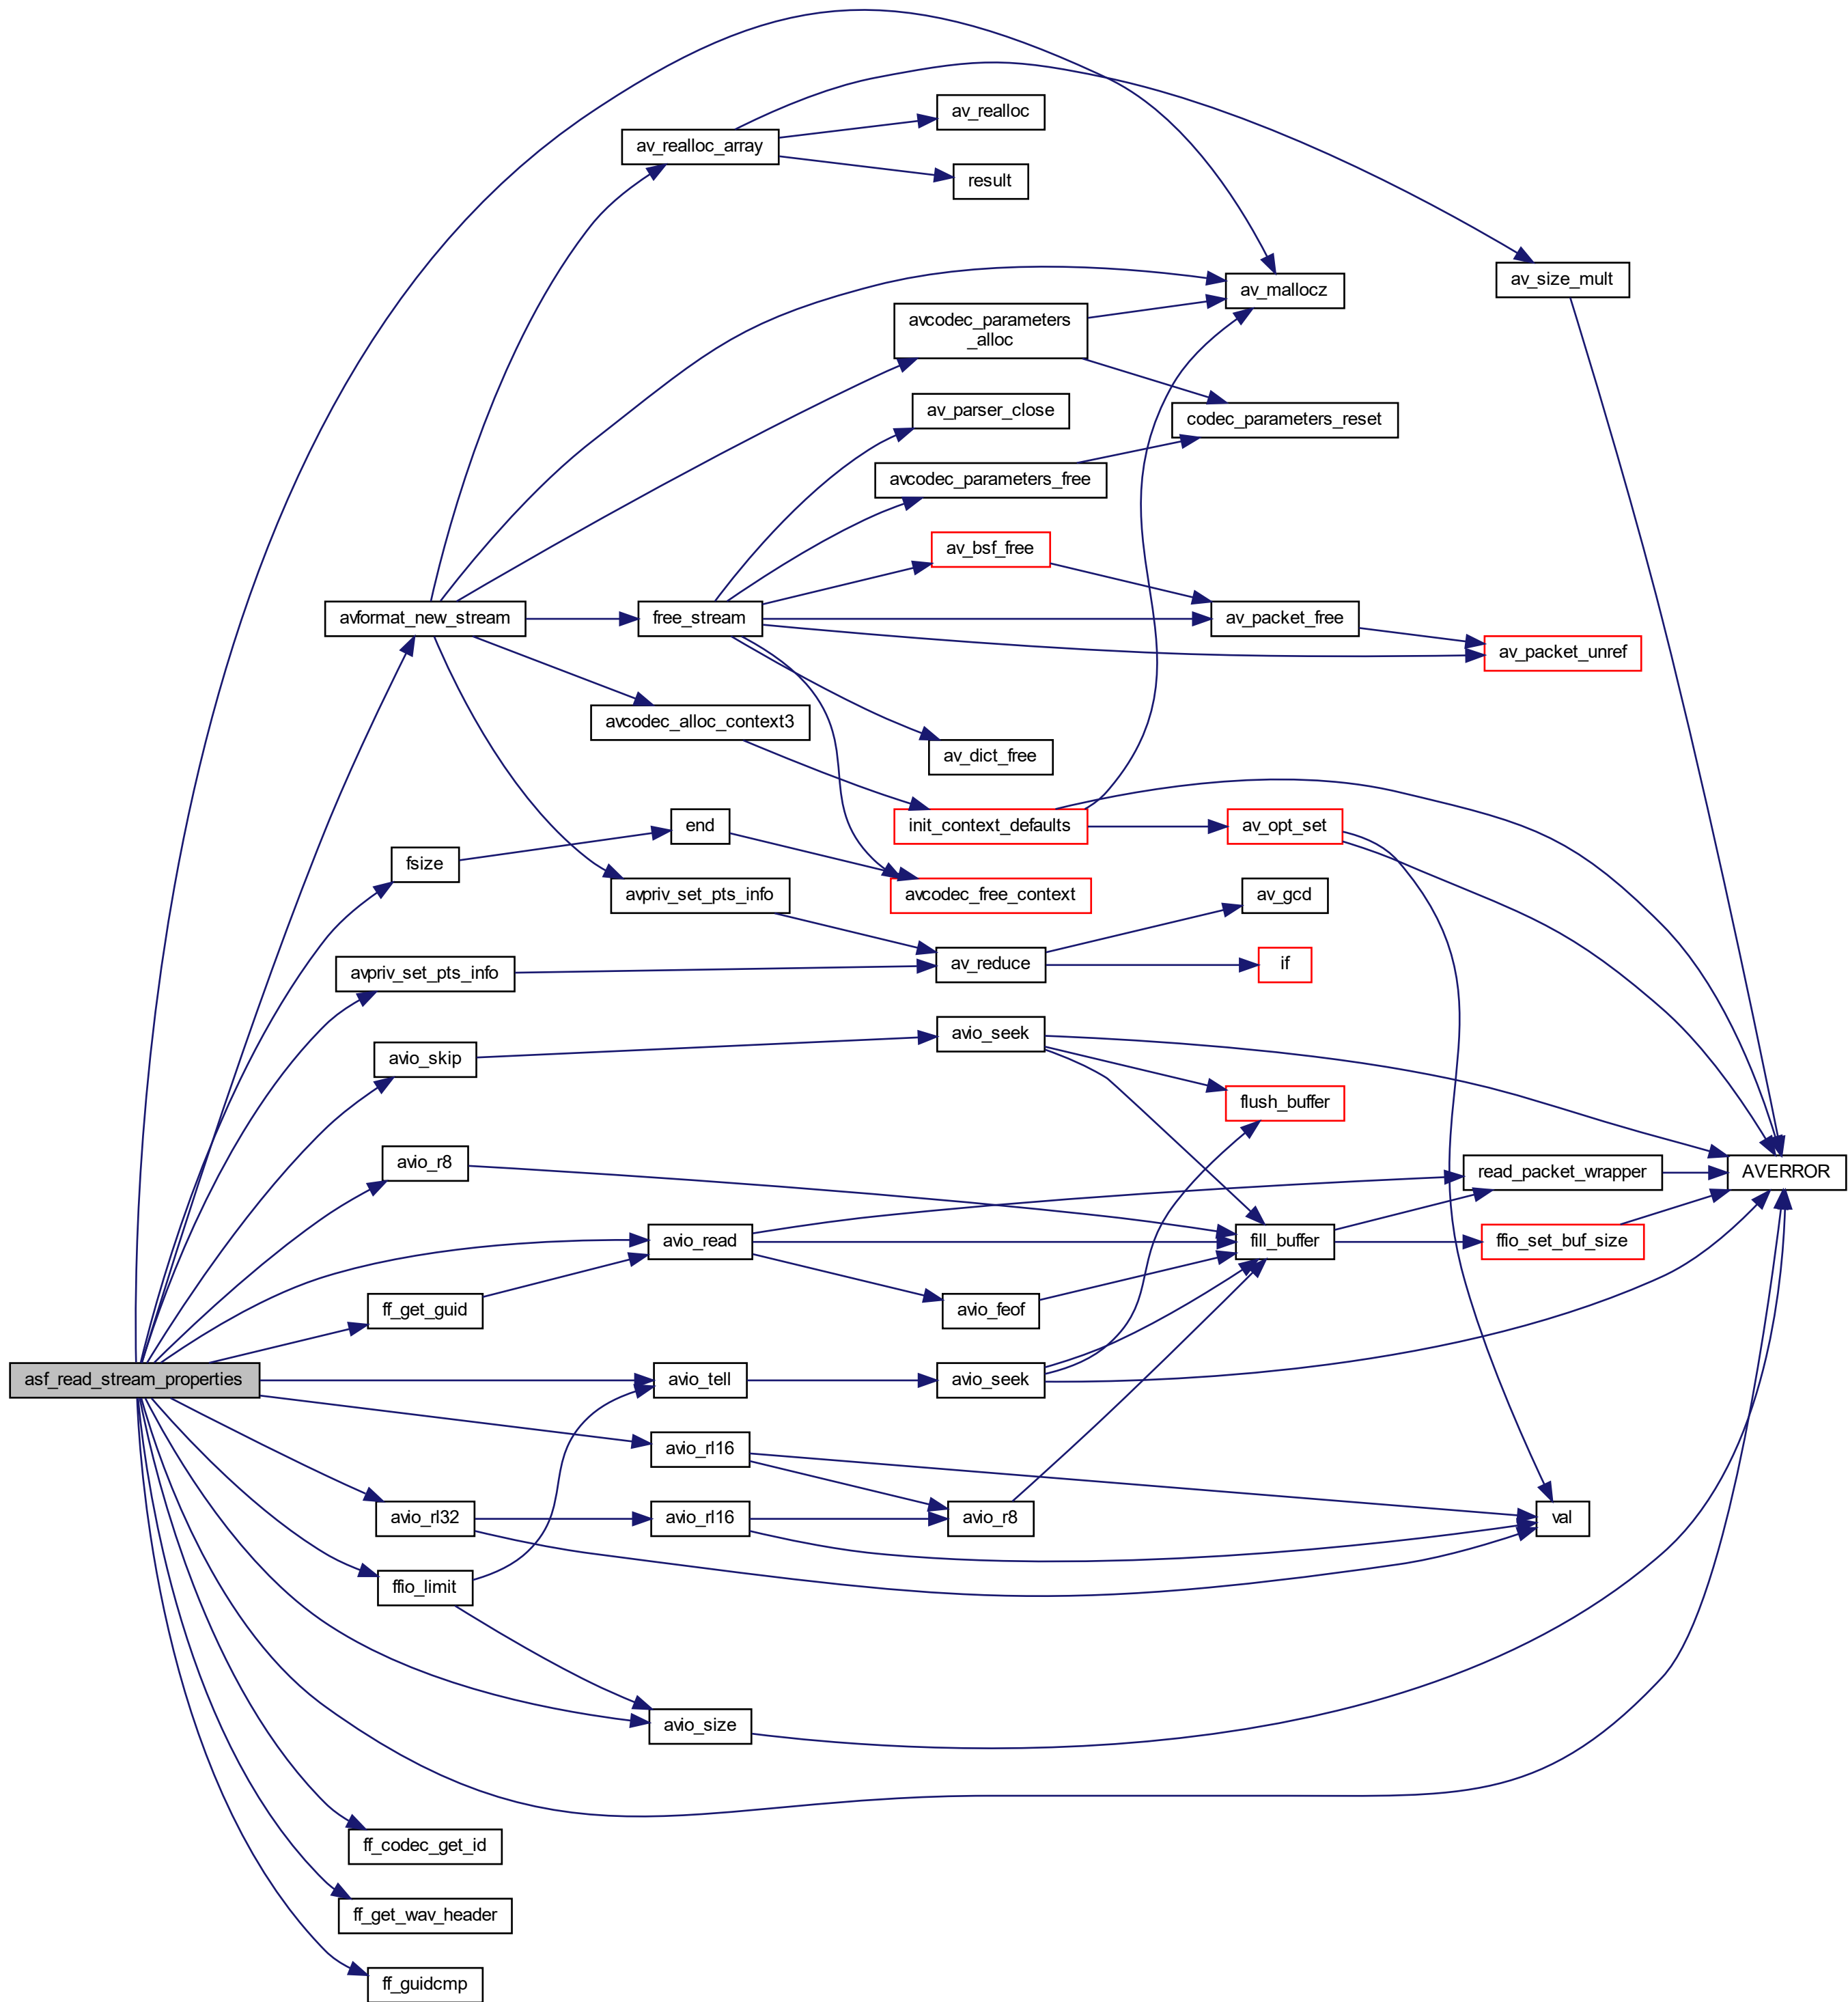 av_realloc
av_realloc_array
result
av_size_mult
av_mallocz
avcodec_parameters
_alloc
av_parser_close
codec_parameters_reset
avcodec_parameters_free
av_bsf_free
avformat_new_stream
free_stream
av_packet_free
av_packet_unref
avcodec_alloc_context3
av_dict_free
end
init_context_defaults
av_opt_set
fsize
avpriv_set_pts_info
avcodec_free_context
av_gcd
avpriv_set_pts_info
av_reduce
if
avio_skip
avio_seek
flush_buffer
avio_r8
read_packet_wrapper
AVERROR
avio_read
fill_buffer
ffio_set_buf_size
ff_get_guid
avio_feof
asf_read_stream_properties
avio_tell
avio_seek
avio_rl16
avio_rl32
avio_rl16
avio_r8
val
ffio_limit
avio_size
ff_codec_get_id
ff_get_wav_header
ff_guidcmp